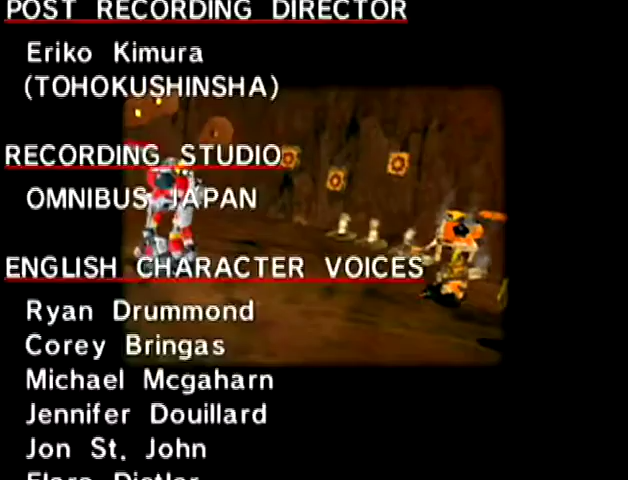 POST RECORDING DIRECTOR
Eriko Kimura
(TOHOKUSHINSHA)
RECORDING STUDIO
OMNIBUS JAPAN
ENGLISH CHARACTER VOICES
Ryan Drummond
Corey Bringas
Michael Mcgaharn
Jennifer Douillard
Jon St. John